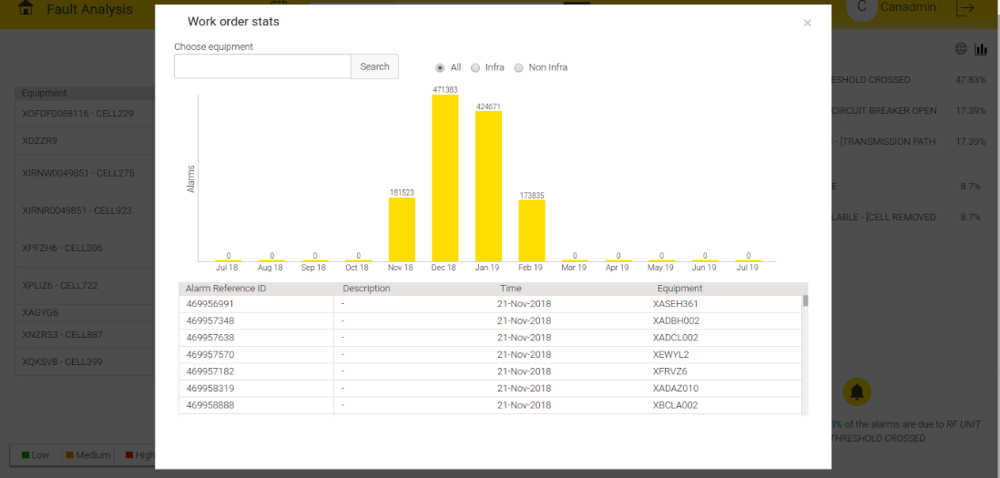 Fault Analysis
C Canadmin
Work order stats
×
Choose equipment
Search
All Infra Non Infra
Equipment
XOFDF0088116 - CELL229
XDZZR9
XIRNW0049851 - CELL275
XIRNR0049851 - CELL923
XPFZH6 - CELL306
XPLIZ6 - CELL722
XAGYG6
XNZRS3 - CELL887
XQKSV8 - CELL399
Low Medium High
Alarms
471383
424671
181523
173835
0 0 0 0 0 0 0 0 0
Jul 18 Aug 18 Sep 18 Oct 18 Nov 18 Dec 18 Jan 19 Feb 19 Mar 19 Apr 19 May 19 Jun 19 Jul 19
Alarm Reference ID Description Time Equipment
469956991 - 21-Nov-2018 XASEH361
469957348 - 21-Nov-2018 XADBH002
469957638 - 21-Nov-2018 XADCL002
469957570 - 21-Nov-2018 XEWYL2
469957182 - 21-Nov-2018 XFRVZ6
469958319 - 21-Nov-2018 XADAZ010
469958888 - 21-Nov-2018 XBCLA002
ESHOLD CROSSED 47.83%
CIRCUIT BREAKER OPEN 17.39%
- [TRANSMISSION PATH 17.39%
E 8.7%
LABLE - [CELL REMOVED 8.7%
3% of the alarms are due to RF UNIT
THRESHOLD CROSSED